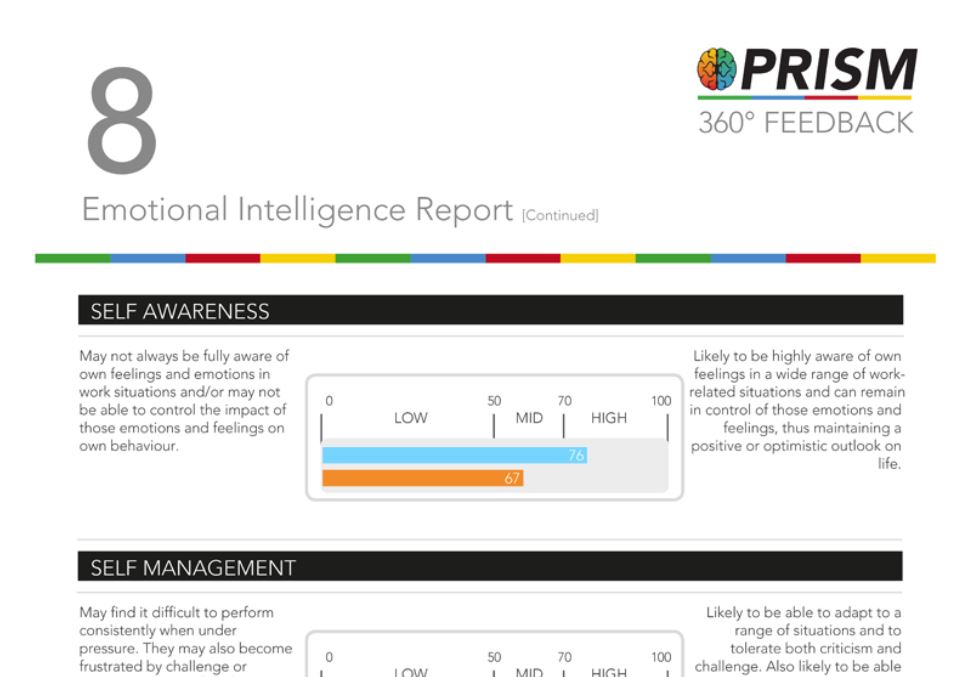 8
PRISM
360° FEEDBACK
Emotional Intelligence Report [Continued]
SELF AWARENESS
May not always be fully aware of
own feelings and emotions in
work situations and/or may not
be able to control the impact of
those emotions and feelings on
own behaviour.
0 50 70 100
LOW MID HIGH
76
67
Likely to be highly aware of own
feelings in a wide range of work-
related situations and can remain
in control of those emotions and
feelings, thus maintaining a
positive or optimistic outlook on
life.
SELF MANAGEMENT
May find it difficult to perform
consistently when under
pressure. They may also become
frustrated by challenge or
0 50 70 100
LOW MID HIGH
Likely to be able to adapt to a
range of situations and to
tolerate both criticism and
challenge. Also likely to be able